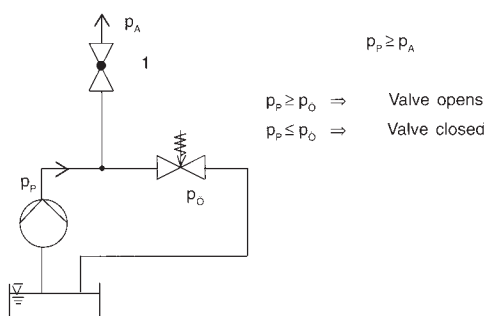 p_A
1
p_P ≥ p_A
p_P ≥ p_Ö ⇒ Valve opens
p_P ≤ p_Ö ⇒ Valve closed
p_P
p_Ö